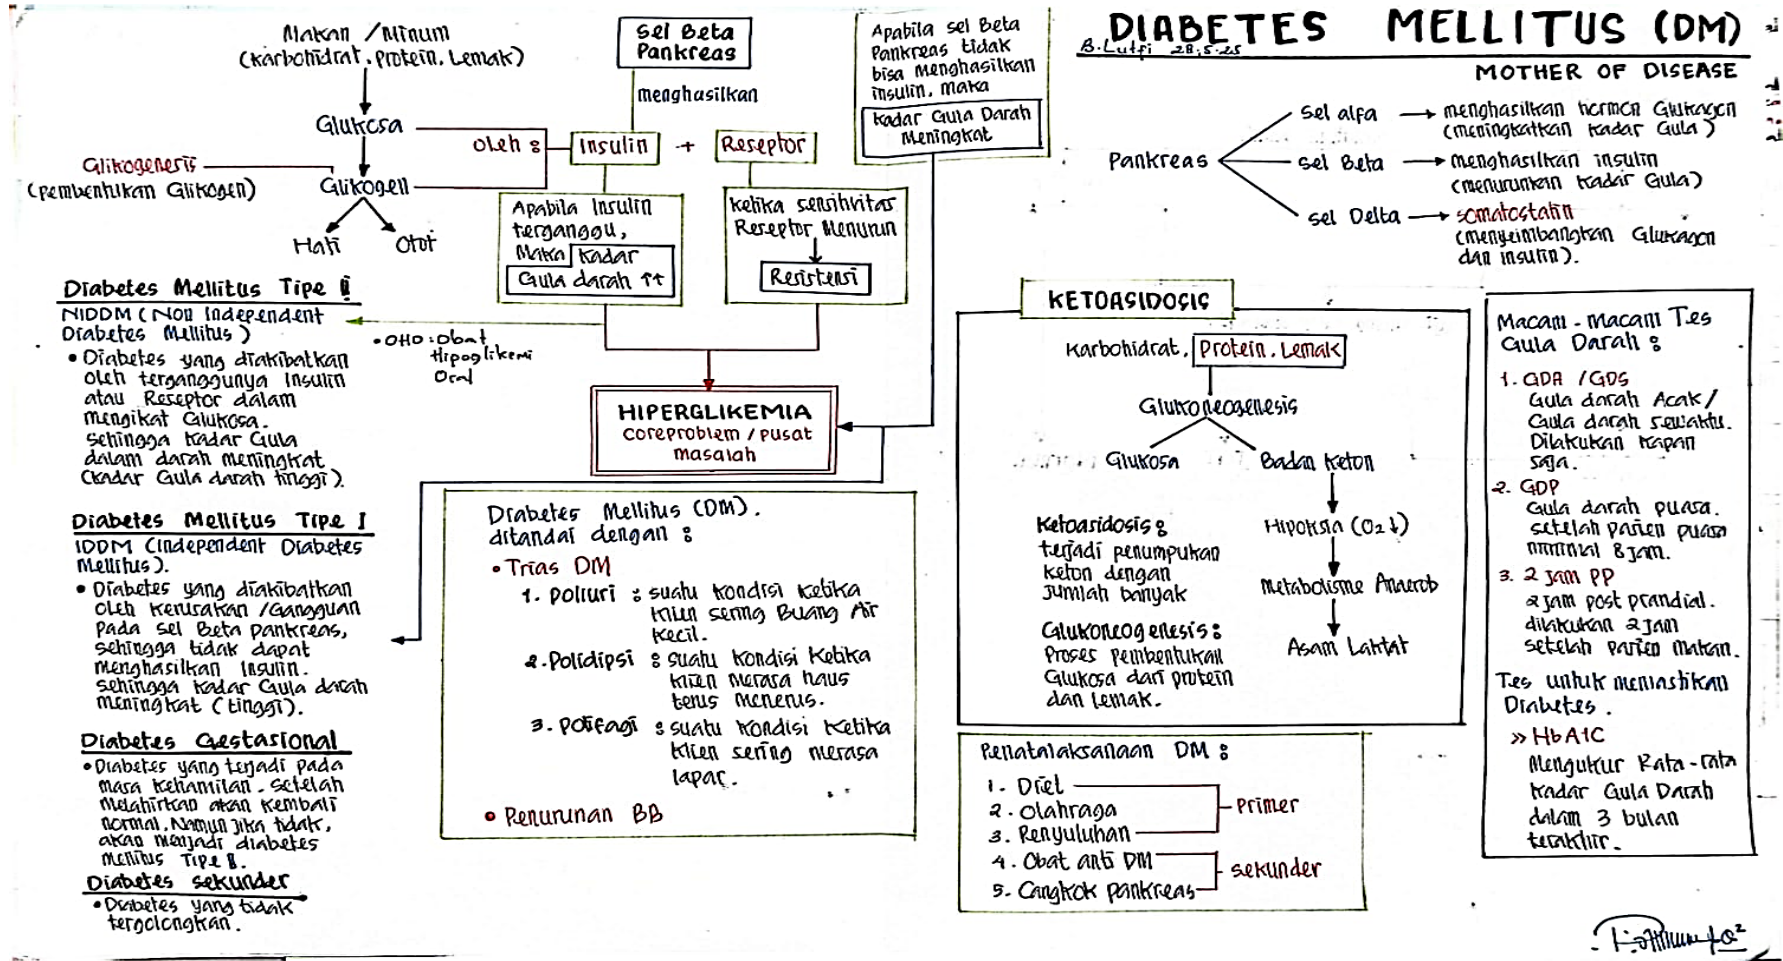 DIABETES MELLITUS (DM)
B. Lutfi 28.5.25
MOTHER OF DISEASE
Makan / Minum
(Karbohidrat, Protein, Lemak)
Glukosa
Glikogenesis
(pembentukan Glikogen)
Glikogen
Hati
Otot
oleh :
Sel Beta
Pankreas
menghasilkan
Insulin
+
Reseptor
Apabila Insulin
terganggu,
Maka Kadar
Gula darah ↑↑
Ketika sensitivitas
Reseptor Menurun
Resistensi
Apabila sel Beta
Pankreas tidak
bisa Menghasilkan
insulin, maka
Kadar Gula Darah
Meningkat
Pankreas
Sel alfa
menghasilkan hormon Glukagon
(meningkatkan Kadar Gula)
Sel Beta
menghasilkan insulin
(menurunkan Kadar Gula)
Sel Delta
somatostatin
(menyeimbangkan Glukagon
dan insulin).
Diabetes Mellitus Tipe II
NIDDM (Non Independent
Diabetes Mellitus)
• Diabetes yang diakibatkan
oleh terganggunya Insulin
atau Reseptor dalam
mengikat Glukosa.
Sehingga Kadar Gula
dalam darah meningkat
(Kadar Gula darah tinggi).
• OHO : Obat
Hipoglikemi
Oral
HIPERGLIKEMIA
coreproblem / pusat
masalah
Diabetes Mellitus Tipe I
IDDM (Independent Diabetes
Mellitus).
• Diabetes yang diakibatkan
oleh Kerusakan / Gangguan
pada sel Beta pankreas,
sehingga tidak dapat
menghasilkan Insulin.
sehingga Kadar Gula darah
meningkat (tinggi).
Diabetes Gestasional
• Diabetes yang terjadi pada
masa Kehamilan. Setelah
Melahirkan akan Kembali
normal, Namun jika tidak,
akan menjadi diabetes
mellitus Tipe II.
Diabetes sekunder
• Diabetes yang tidak
tergolongkan.
Diabetes Mellitus (DM).
ditandai dengan :
• Trias DM
1. Poliuri : suatu Kondisi Ketika
Klien sering Buang Air
Kecil.
2. Polidipsi : suatu Kondisi Ketika
Klien merasa haus
terus menerus.
3. Polifagi : suatu Kondisi Ketika
Klien sering merasa
lapar.
• Penurunan BB
KETOASIDOSIS
Karbohidrat, Protein, Lemak
Glukoneogenesis
Glukosa
Badan Keton
Hipoksia (O2↓)
Metabolisme Anaerob
Asam Laktat
Ketoasidosis :
terjadi penumpukan
Keton dengan
Jumlah banyak
Glukoneogenesis :
Proses pembentukan
Glukosa dari protein
dan Lemak.
Penatalaksanaan DM :
1. Diet
2. Olahraga
3. Penyuluhan
primer
4. Obat anti DM
5. Cangkok pankreas
sekunder
Macam - Macam Tes
Gula Darah :
1. GDA / GDS
Gula darah Acak /
Gula darah sewaktu.
Dilakukan Kapan
saja.
2. GDP
Gula darah puasa.
setelah pasien puasa
minimal 8 jam.
3. 2 jam PP
2 jam post prandial.
dilakukan 2 jam
setelah pasien makan.
Tes untuk memastikan
Diabetes.
» HbA1C
Mengukur Rata-rata
Kadar Gula Darah
dalam 3 bulan
terakhir.